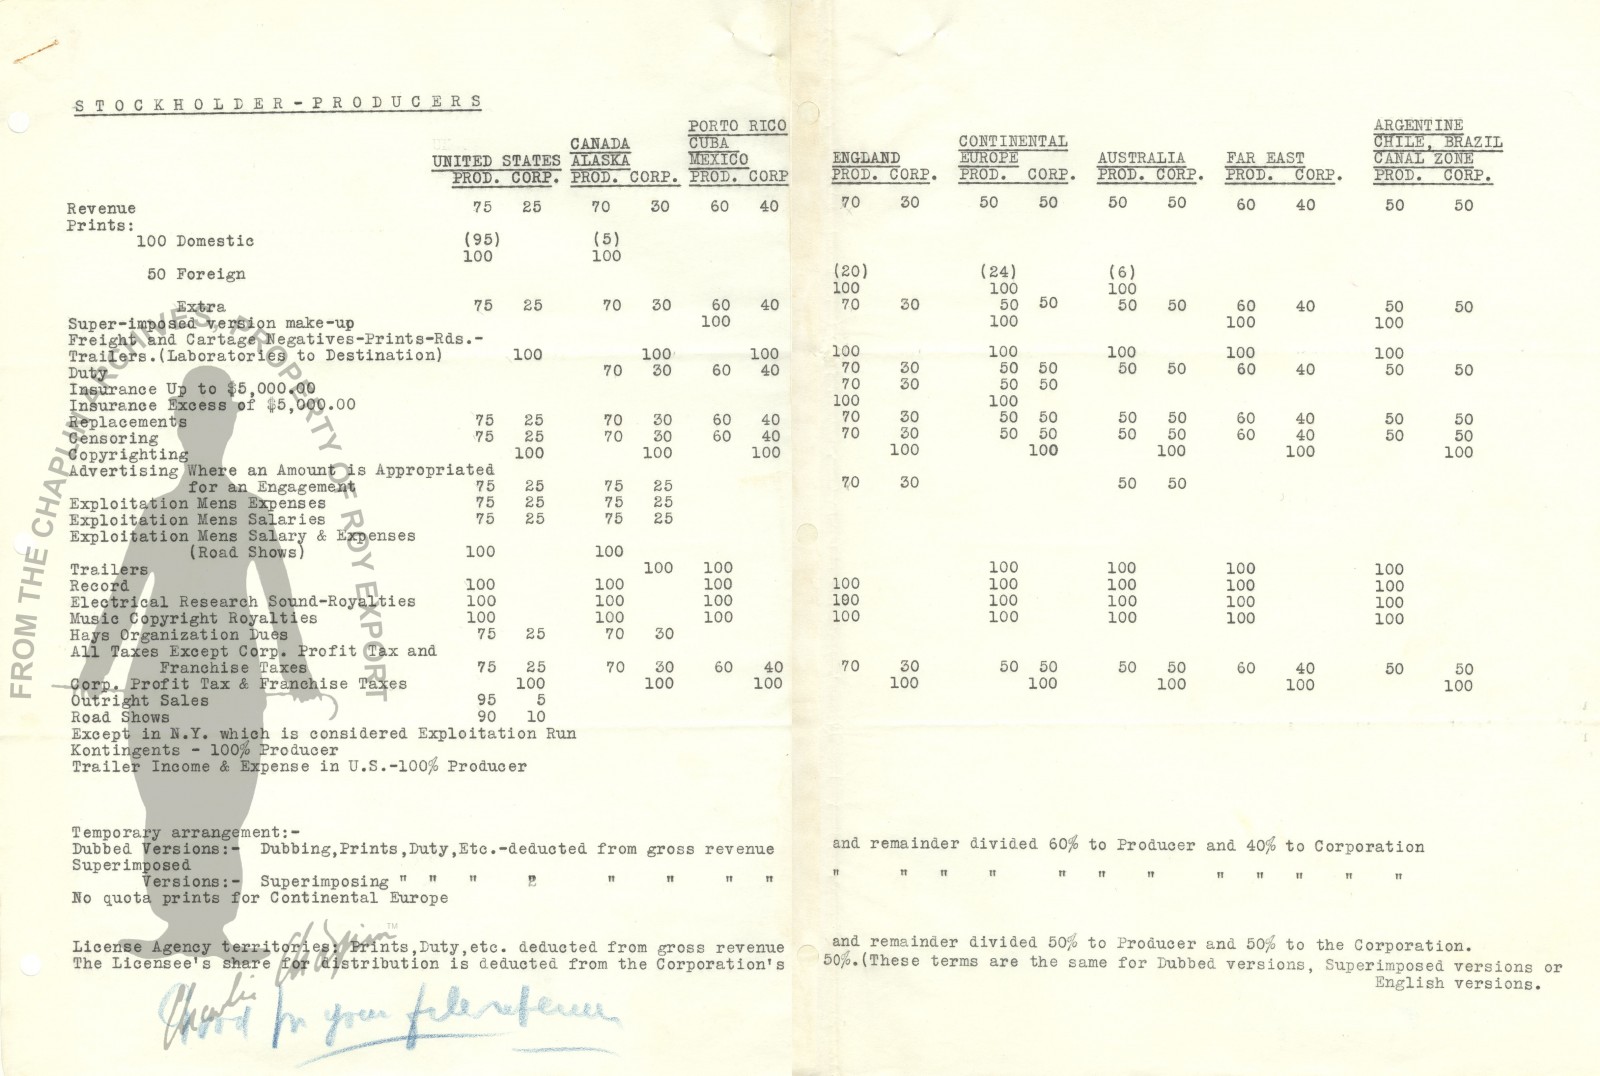 STOCKHOLDER-PRODUCERS
PORTO RICO ARGENTINE
CANADA CUBA CONTINENTAL CHILE, BRAZIL
UNITED STATES ALASKA MEXICO ENGLAND EUROPE AUSTRALIA FAR EAST CANAL ZONE
PROD. CORP. PROD. CORP. PROD. CORP PROD. CORP. PROD. CORP. PROD. CORP. PROD. CORP. PROD. CORP.
Revenue 75 25 70 30 60 40 70 30 50 50 50 50 60 40 50 50
Prints:
100 Domestic (95) (5)
100 100
50 Foreign (20) (24) (6)
100 100 100
Extra 75 25 70 30 60 40 70 30 50 50 50 50 60 40 50 50
Super-imposed version make-up 100 100 100 100
Freight and Cartage Negatives-Prints-Rds.-
Trailers.(Laboratories to Destination) 100 100 100 100 100 100 100 100
Duty 70 30 60 40 70 30 50 50 50 50 60 40 50 50
Insurance Up to $5,000.00 70 30 50 50
Insurance Excess of $5,000.00 100 100
Replacements 75 25 70 30 60 40 70 30 50 50 50 50 60 40 50 50
Censoring 75 25 70 30 60 40 70 30 50 50 50 50 60 40 50 50
Copyrighting 100 100 100 100 100 100 100 100
Advertising Where an Amount is Appropriated
for an Engagement 75 25 75 25 70 30 50 50
Exploitation Mens Expenses 75 25 75 25
Exploitation Mens Salaries 75 25 75 25
Exploitation Mens Salary & Expenses
(Road Shows) 100 100
Trailers 100 100 100 100 100 100
Record 100 100 100 100 100 100 100 100
Electrical Research Sound-Royalties 100 100 100 100 100 100 100 100
Music Copyright Royalties 100 100 100 100 100 100 100 100
Hays Organization Dues 75 25 70 30
All Taxes Except Corp. Profit Tax and
Franchise Taxes 75 25 70 30 60 40 70 30 50 50 50 50 60 40 50 50
Corp. Profit Tax & Franchise Taxes 100 100 100 100 100 100 100 100
Outright Sales 95 5
Road Shows 90 10
Except in N.Y. which is considered Exploitation Run
Kontingents - 100% Producer
Trailer Income & Expense in U.S.-100% Producer
Temporary arrangement:-
Dubbed Versions:- Dubbing,Prints,Duty,Etc.-deducted from gross revenue and remainder divided 60% to Producer and 40% to Corporation
Superimposed
Versions:- Superimposing " " " " " " " " " " " " " " " " " " " "
No quota prints for Continental Europe
License Agency territories: Prints,Duty,etc. deducted from gross revenue and remainder divided 50% to Producer and 50% to the Corporation.
The Licensee's share for distribution is deducted from the Corporation's 50%.(These terms are the same for Dubbed versions, Superimposed versions or
English versions.
Good for your file reference
FROM THE CHAPLIN ARCHIVES, PROPERTY OF ROY EXPORT
Charlie Chaplin™